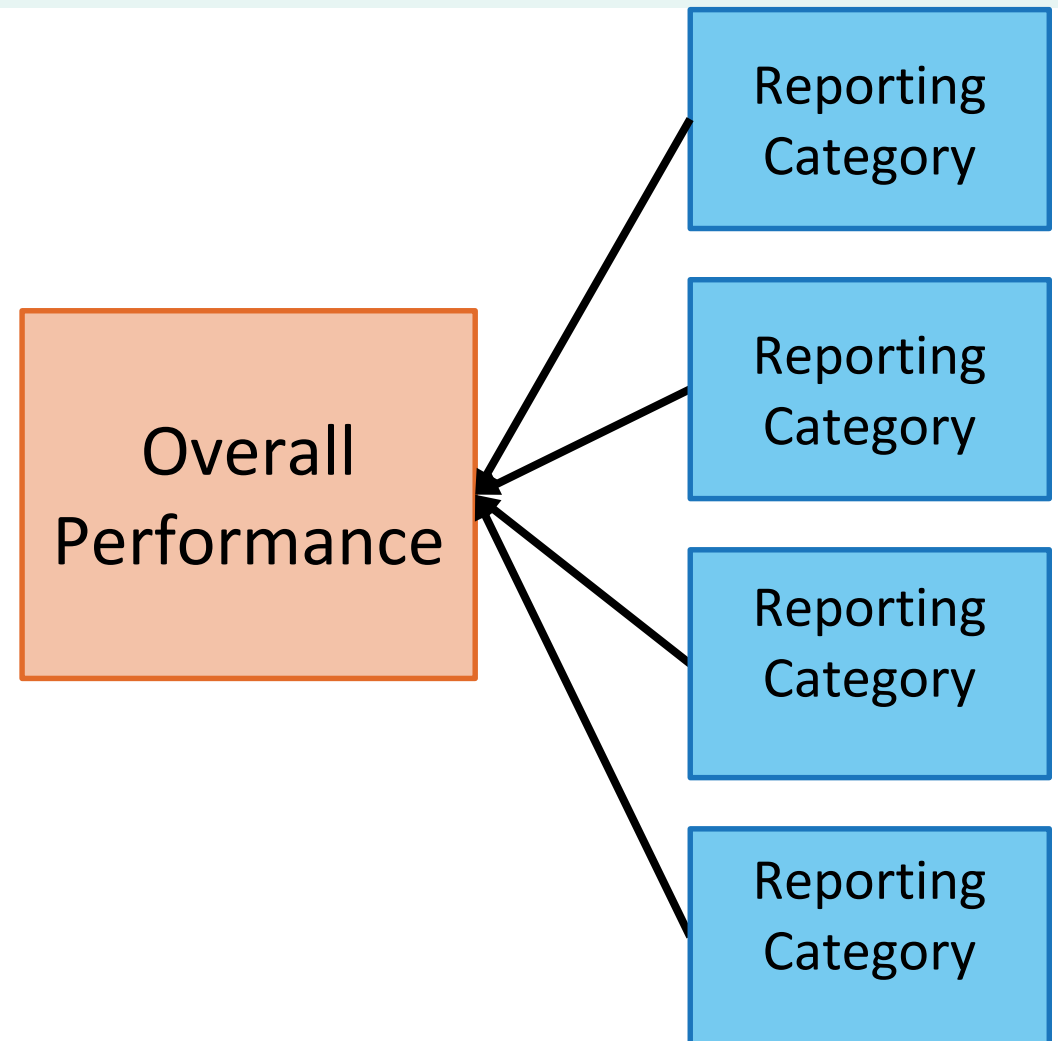 Overall
Performance
Reporting
Category
Reporting
Category
Reporting
Category
Reporting
Category